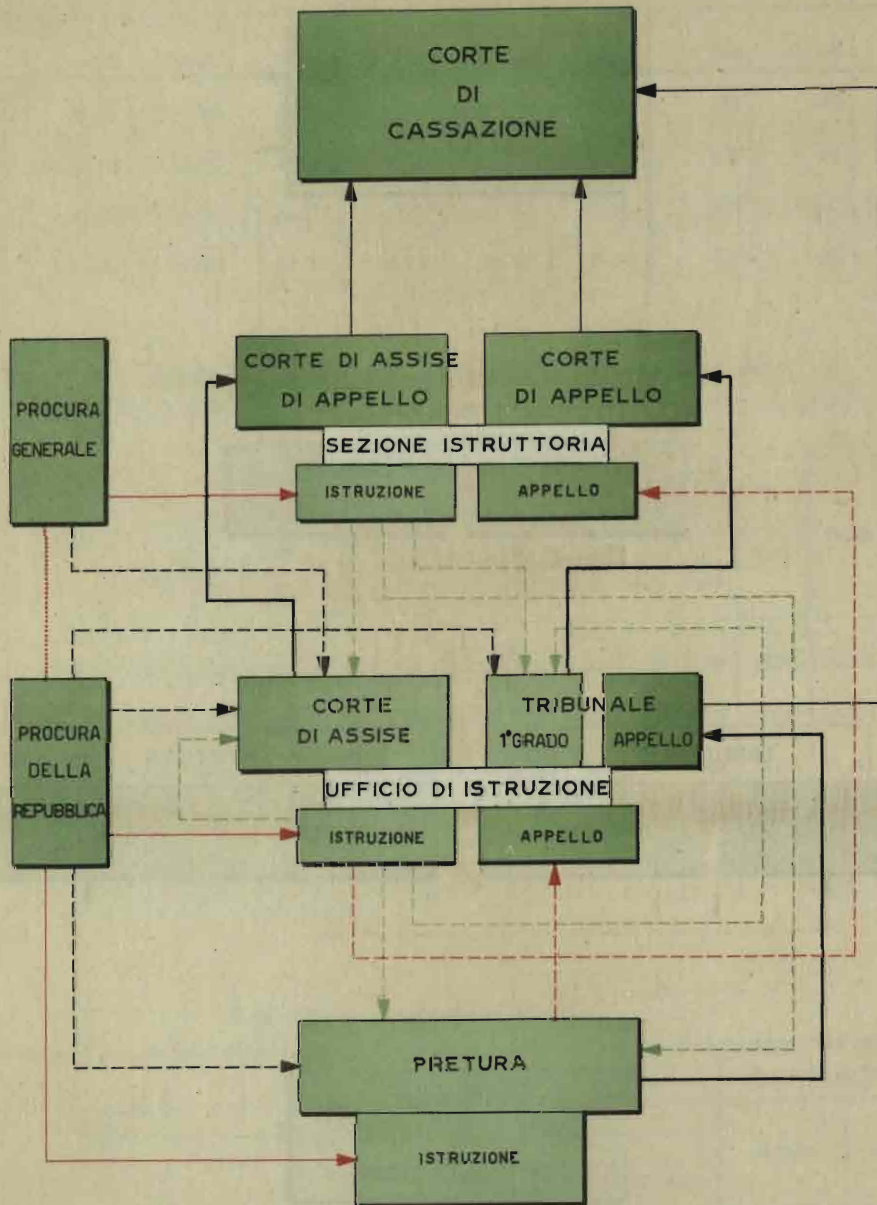 CORTE
DI
CASSAZIONE
CORTE DI ASSISE
DI APPELLO
CORTE
DI APPELLO
PROCURA
GENERALE
SEZIONE ISTRUTTORIA
ISTRUZIONE
APPELLO
PROCURA
DELLA
REPUBBLICA
CORTE
DI ASSISE
TRIBUNALE
1° GRADO
APPELLO
UFFICIO DI ISTRUZIONE
ISTRUZIONE
APPELLO
PRETURA
ISTRUZIONE